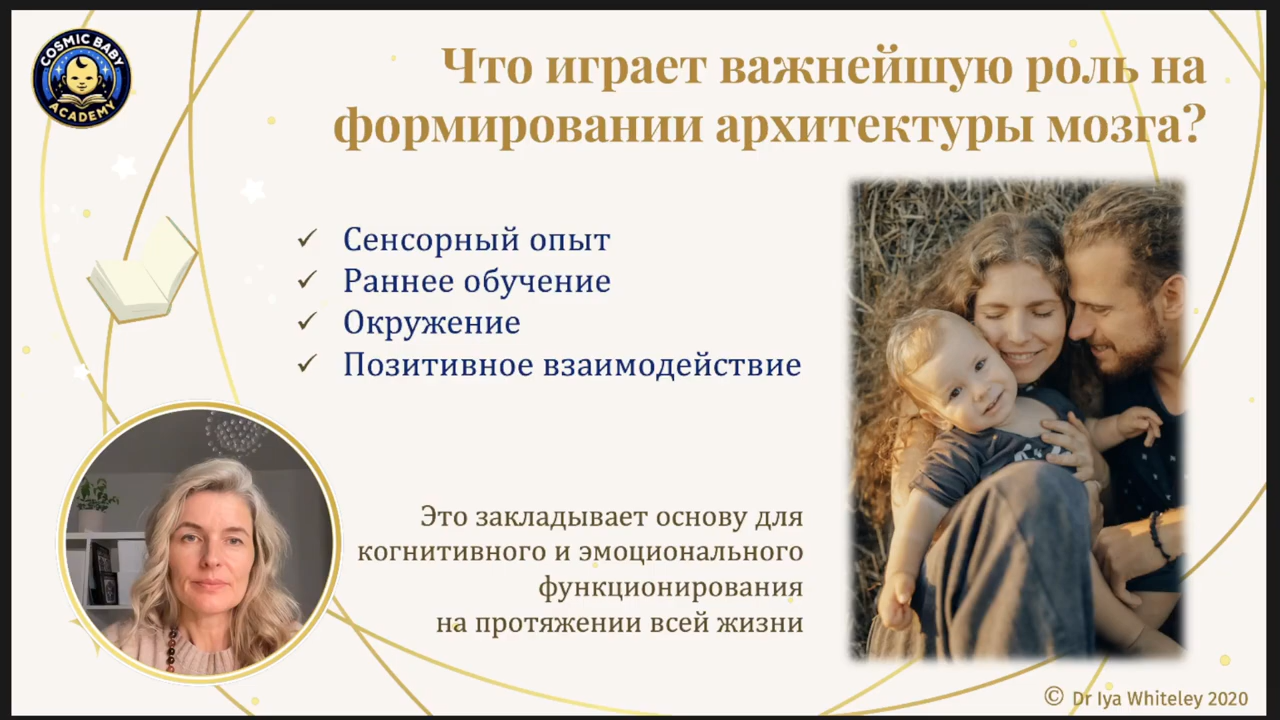 COSMIC BABY
ACADEMY
Что играет важнейшую роль на
формировании архитектуры мозга?
Сенсорный опыт
Раннее обучение
Окружение
Позитивное взаимодействие
Это закладывает основу для
когнитивного и эмоционального
функционирования
на протяжении всей жизни
© Dr Iya Whiteley 2020